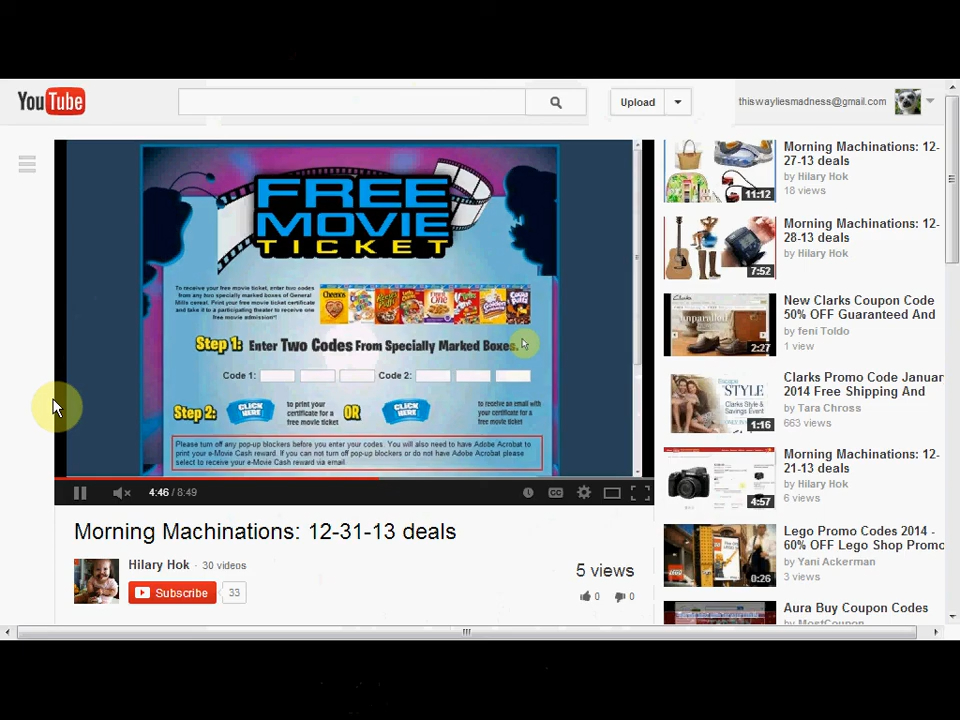 YouTube
Upload
thiswayliesmadness@gmail.com
FREE
MOVIE
TICKET
To receive your free movie ticket, enter two codes
from any two specially marked boxes of General
Mills cereal. Print your free movie ticket certificate
and take it to a participating theater to receive one
free movie admission!
Cheerios
Step 1: Enter Two Codes From Specially Marked Boxes.
Code 1:
Code 2:
Step 2:
CLICK HERE
to print your
certificate for a
free movie ticket
OR
CLICK HERE
to receive an email with
your certificate for a
free movie ticket
Please turn off any pop-up blockers before you enter your codes. You will also need to have Adobe Acrobat to
print your e-Movie Cash reward. If you can not turn off pop-up blockers or do not have Adobe Acrobat please
select to receive your e-Movie Cash reward via email.
4:46 / 8:49
CC
Morning Machinations: 12-31-13 deals
Hilary Hok · 30 videos
Subscribe
33
5 views
0
0
11:12
Morning Machinations: 12-
27-13 deals
by Hilary Hok
18 views
7:52
Morning Machinations: 12-
28-13 deals
by Hilary Hok
Clarks
unparalleled
2:27
New Clarks Coupon Code
50% OFF Guaranteed And
by feni Toldo
1 view
STYLE
Clarks Style &
Savings Event
1:16
Clarks Promo Code Januar
2014 Free Shipping And
by Tara Chross
663 views
4:57
Morning Machinations: 12-
21-13 deals
by Hilary Hok
6 views
LEGO
0:26
Lego Promo Codes 2014 -
60% OFF Lego Shop Promo
by Yani Ackerman
3 views
Aura Buy Coupon Codes
by MostCoupon